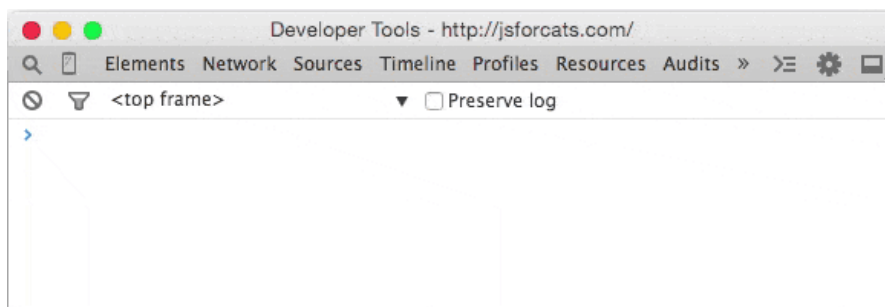 Developer Tools - http://jsforcats.com/
Elements Network Sources Timeline Profiles Resources Audits »
<top frame> ▼ Preserve log